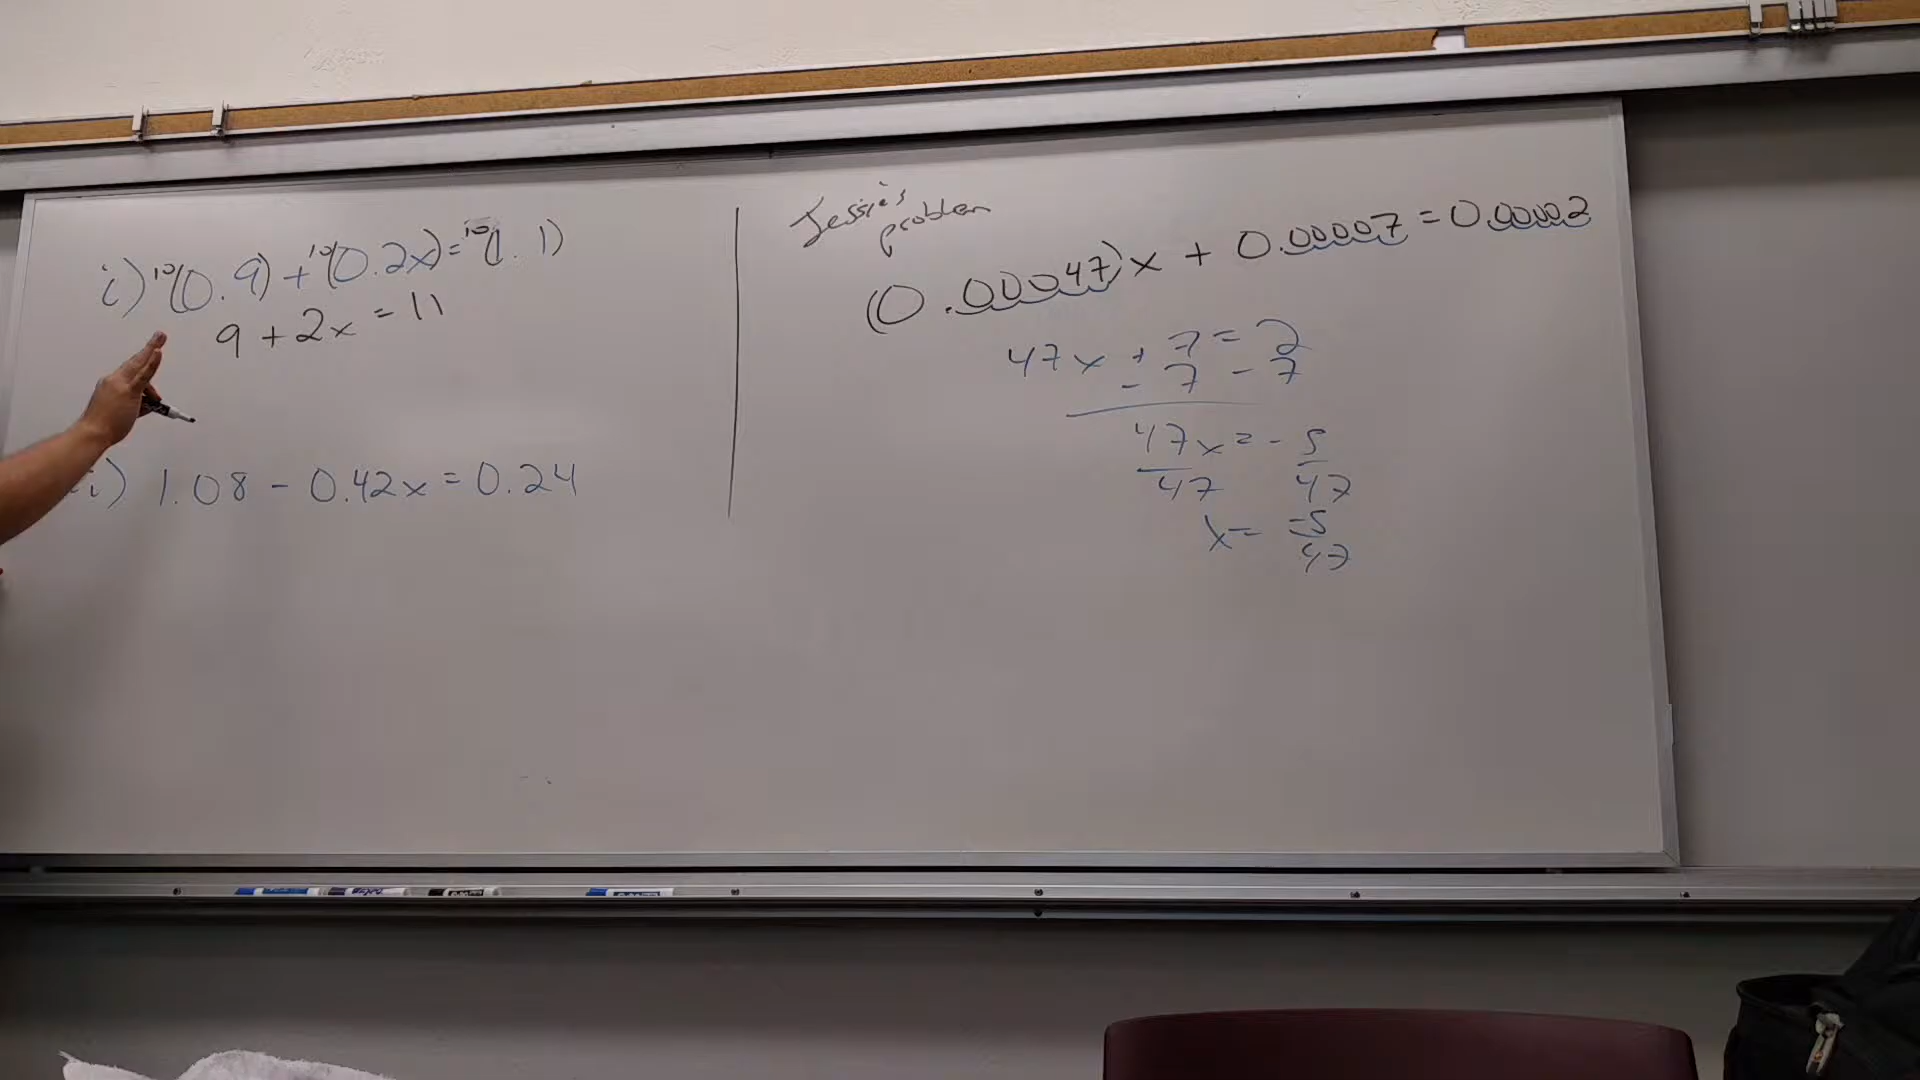 i) 10(0.9) + 10(0.2x) = 10(1.1)
9 + 2x = 11
i) 1.08 - 0.42x = 0.24
Jessie's
problem
(0.00047)x + 0.00007 = 0.00002
47x + 7 = 2
- 7 - 7
47x = - 5
47 47
x = -5
47